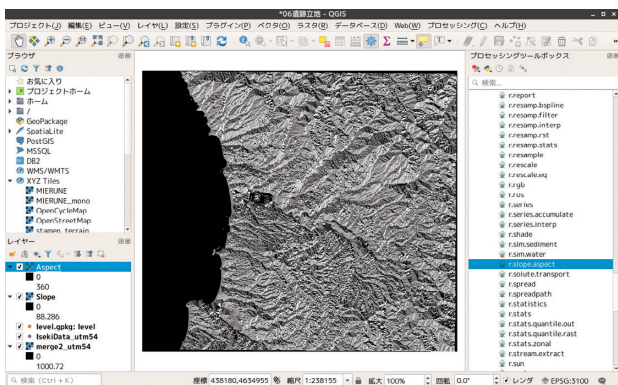 *06遺跡立地 - QGIS
プロジェクト(J) 編集(E) ビュー(V) レイヤ(L) 設定(S) プラグイン(P) ベクタ(O) ラスタ(R) データベース(D) Web(W) プロセッシング(C) ヘルプ(H)
ブラウザ
お気に入り
プロジェクトホーム
ホーム
/
GeoPackage
SpatiaLite
PostGIS
MSSQL
DB2
WMS/WMTS
XYZ Tiles
MIERUNE
MIERUNE_mono
OpenCycleMap
OpenStreetMap
stamen_terrain
レイヤー
Aspect
0
360
Slope
0
88.286
level.gpkg: level
IsekiData_utm54
merge2_utm54
0
1000.72
プロセッシングツールボックス
検索...
r.report
r.resamp.bspline
r.resamp.filter
r.resamp.interp
r.resamp.rst
r.resamp.stats
r.resample
r.rescale
r.rescale.eq
r.rgb
r.ros
r.series
r.series.accumulate
r.series.interp
r.shade
r.sim.sediment
r.sim.water
r.slope.aspect
r.solute.transport
r.spread
r.spreadpath
r.statistics
r.stats
r.stats.quantile.out
r.stats.quantile.rast
r.stats.zonal
r.stream.extract
r.sun
検索 (Ctrl + K) 座標 438180,4634955 縮尺 1:238155 拡大 100% 回転 0.0° レンダ EPSG:3100